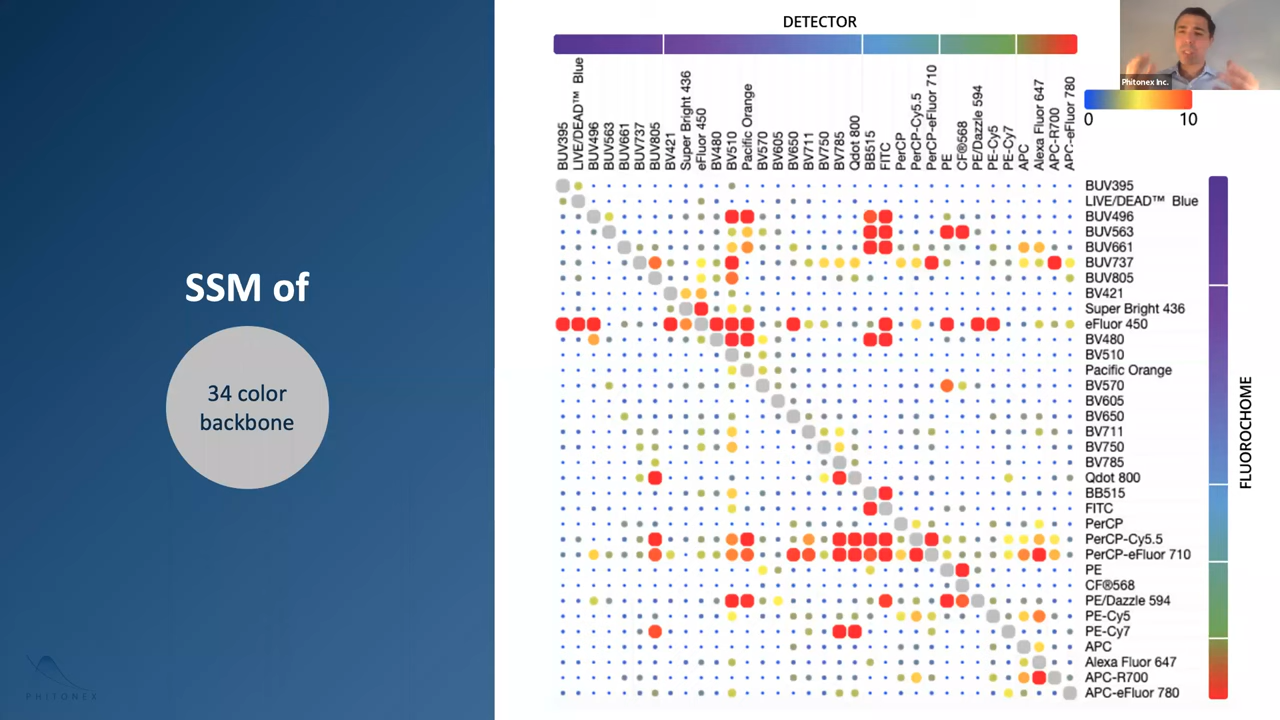 SSM of
34 color
backbone
PHITONEX
DETECTOR
Phitonex Inc.
0
10
BUV395
LIVE/DEAD™ Blue
BUV496
BUV563
BUV661
BUV737
BUV805
BV421
Super Bright 436
eFluor 450
BV480
BV510
Pacific Orange
BV570
BV605
BV650
BV711
BV750
BV785
Qdot 800
BB515
FITC
PerCP
PerCP-Cy5.5
PerCP-eFluor 710
PE
CF®568
PE/Dazzle 594
PE-Cy5
PE-Cy7
APC
Alexa Fluor 647
APC-R700
APC-eFluor 780
BUV395
LIVE/DEAD™ Blue
BUV496
BUV563
BUV661
BUV737
BUV805
BV421
Super Bright 436
eFluor 450
BV480
BV510
Pacific Orange
BV570
BV605
BV650
BV711
BV750
BV785
Qdot 800
BB515
FITC
PerCP
PerCP-Cy5.5
PerCP-eFluor 710
PE
CF®568
PE/Dazzle 594
PE-Cy5
PE-Cy7
APC
Alexa Fluor 647
APC-R700
APC-eFluor 780
FLUOROCHOME